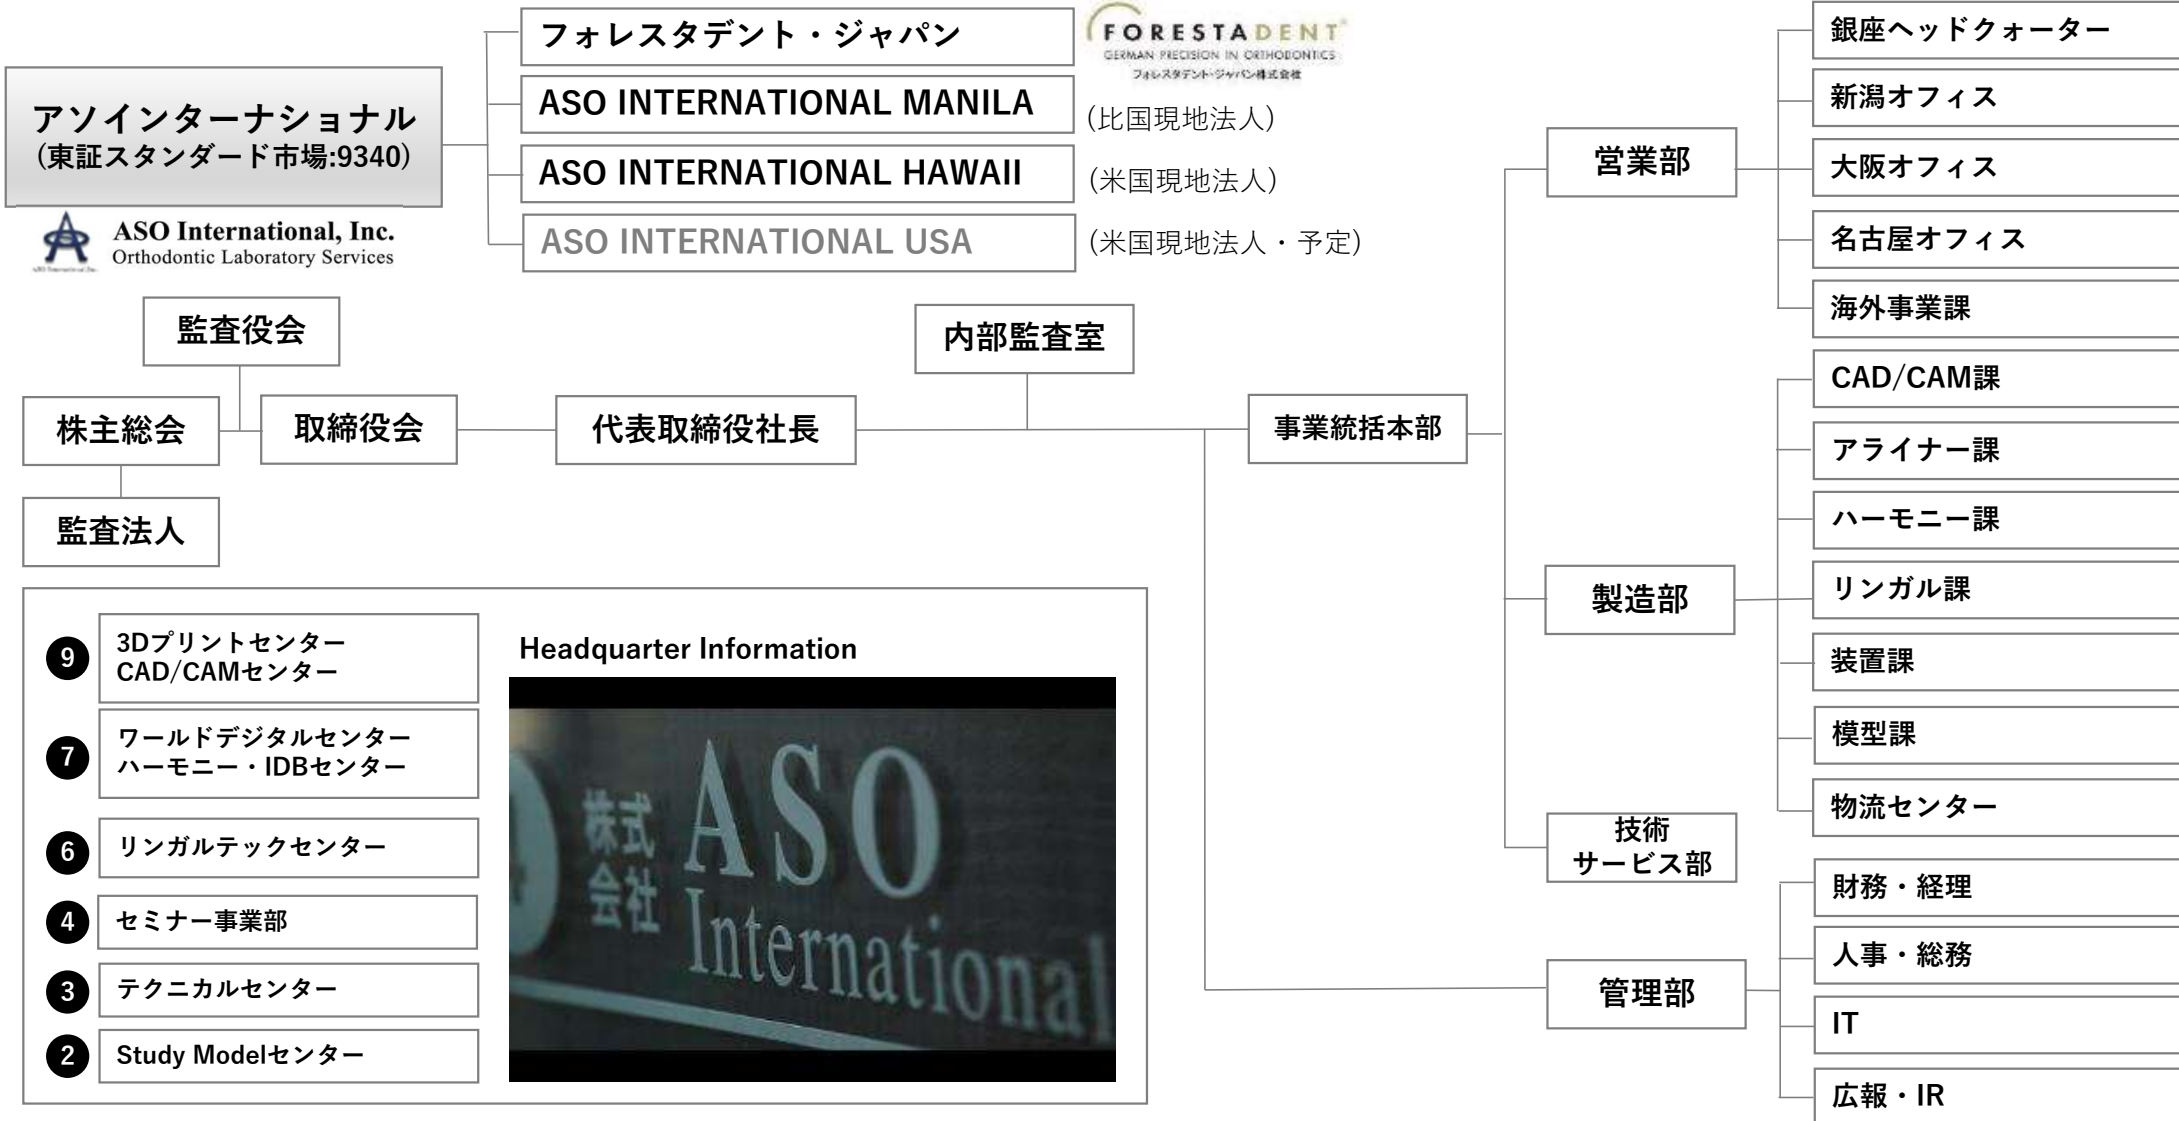 アソインターナショナル
(東証スタンダード市場:9340)
ASO International, Inc.
Orthodontic Laboratory Services
フォレスタデント・ジャパン
FORESTADENT®
GERMAN PRECISION IN ORTHODONTICS
フォレスタデント・ジャパン株式会社
ASO INTERNATIONAL MANILA
(比国現地法人)
ASO INTERNATIONAL HAWAII
(米国現地法人)
ASO INTERNATIONAL USA
(米国現地法人・予定)
監査役会
株主総会
取締役会
監査法人
代表取締役社長
内部監査室
事業統括本部
営業部
銀座ヘッドクォーター
新潟オフィス
大阪オフィス
名古屋オフィス
海外事業課
製造部
CAD/CAM課
アライナー課
ハーモニー課
リンガル課
装置課
模型課
物流センター
技術
サービス部
管理部
財務・経理
人事・総務
IT
広報・IR
9
3Dプリントセンター
CAD/CAMセンター
7
ワールドデジタルセンター
ハーモニー・IDBセンター
6
リンガルテックセンター
4
セミナー事業部
3
テクニカルセンター
2
Study Modelセンター
Headquarter Information
株式
会社
ASO
International